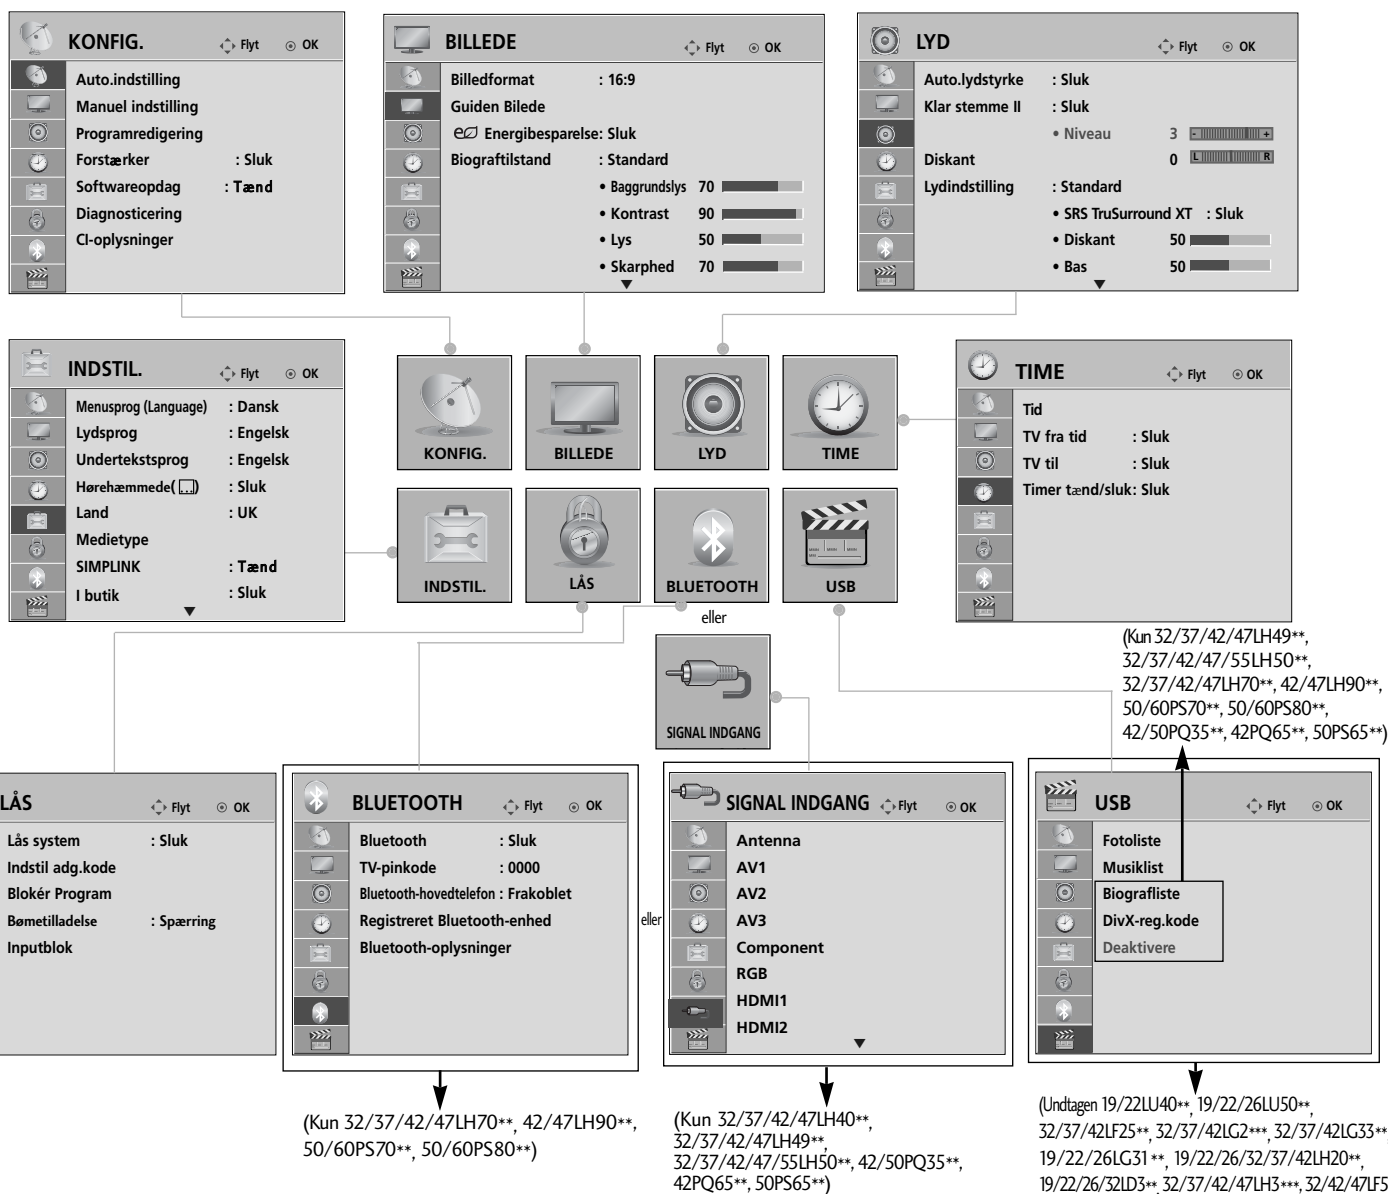 KONFIG. Flyt OK
Auto.indstilling
Manuel indstilling
Programredigering
Forstærker : Sluk
Softwareopdag : Tænd
Diagnosticering
CI-oplysninger
BILLEDE Flyt OK
Billedformat : 16:9
Guiden Bilede
Energibesparelse: Sluk
Biograftilstand : Standard
• Baggrundslys 70
• Kontrast 90
• Lys 50
• Skarphed 70
LYD Flyt OK
Auto.lydstyrke : Sluk
Klar stemme II : Sluk
• Niveau 3 - +
Diskant 0 L R
Lydindstilling : Standard
• SRS TruSurround XT : Sluk
• Diskant 50
• Bas 50
INDSTIL. Flyt OK
Menusprog (Language) : Dansk
Lydsprog : Engelsk
Undertekstsprog : Engelsk
Hørehæmmede( ) : Sluk
Land : UK
Medietype
SIMPLINK : Tænd
I butik : Sluk
KONFIG. BILLEDE LYD TIME
INDSTIL. LÅS BLUETOOTH USB
eller
SIGNAL INDGANG
TIME Flyt OK
Tid
TV fra tid : Sluk
TV til : Sluk
Timer tænd/sluk: Sluk
(Kun 32/37/42/47LH49**,
32/37/42/47/55LH50**,
32/37/42/47LH70**, 42/47LH90**,
50/60PS70**, 50/60PS80**,
42/50PQ35**, 42PQ65**, 50PS65**)
LÅS Flyt OK
Lås system : Sluk
Indstil adg.kode
Blokér Program
Bømetilladelse : Spærring
Inputblok
BLUETOOTH Flyt OK
Bluetooth : Sluk
TV-pinkode : 0000
Bluetooth-hovedtelefon : Frakoblet
Registreret Bluetooth-enhed
Bluetooth-oplysninger
eller
SIGNAL INDGANG Flyt OK
Antenna
AV1
AV2
AV3
Component
RGB
HDMI1
HDMI2
USB Flyt OK
Fotoliste
Musiklist
Biografliste
DivX-reg.kode
Deaktivere
(Kun 32/37/42/47LH70**, 42/47LH90**,
50/60PS70**, 50/60PS80**)
(Kun 32/37/42/47LH40**,
32/37/42/47LH49**,
32/37/42/47/55LH50**, 42/50PQ35**,
42PQ65**, 50PS65**)
(Undtagen 19/22LU40**, 19/22/26LU50**,
32/37/42LF25**, 32/37/42LG2***, 32/37/42LG33**
19/22/26LG31**, 19/22/26/32/37/42LH20**,
19/22/26/32LD3**, 32/37/42/47LH3***, 32/42/47LF5